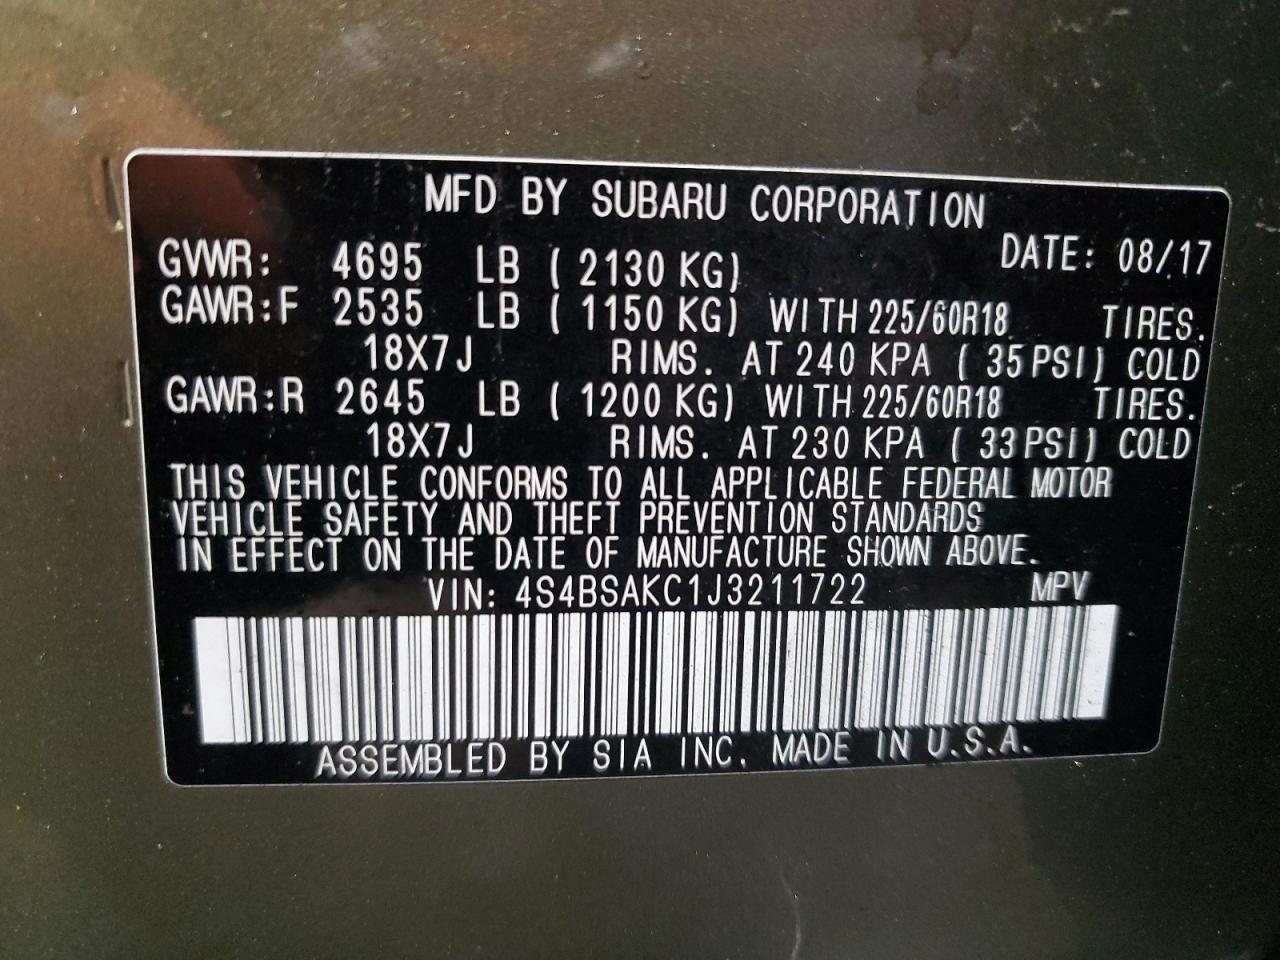 MFD BY SUBARU CORPORATION
GVWR: 4695 LB ( 2130 KG) DATE: 08/17
GAWR:F 2535 LB ( 1150 KG) WITH 225/60R18 TIRES.
18X7J RIMS. AT 240 KPA ( 35 PSI) COLD
GAWR:R 2645 LB ( 1200 KG) WITH 225/60R18 TIRES.
18X7J RIMS. AT 230 KPA ( 33 PSI) COLD
THIS VEHICLE CONFORMS TO ALL APPLICABLE FEDERAL MOTOR
VEHICLE SAFETY AND THEFT PREVENTION STANDARDS
IN EFFECT ON THE DATE OF MANUFACTURE SHOWN ABOVE.
VIN: 4S4BSAKC1J3211722 MPV
ASSEMBLED BY SIA INC. MADE IN U.S.A.